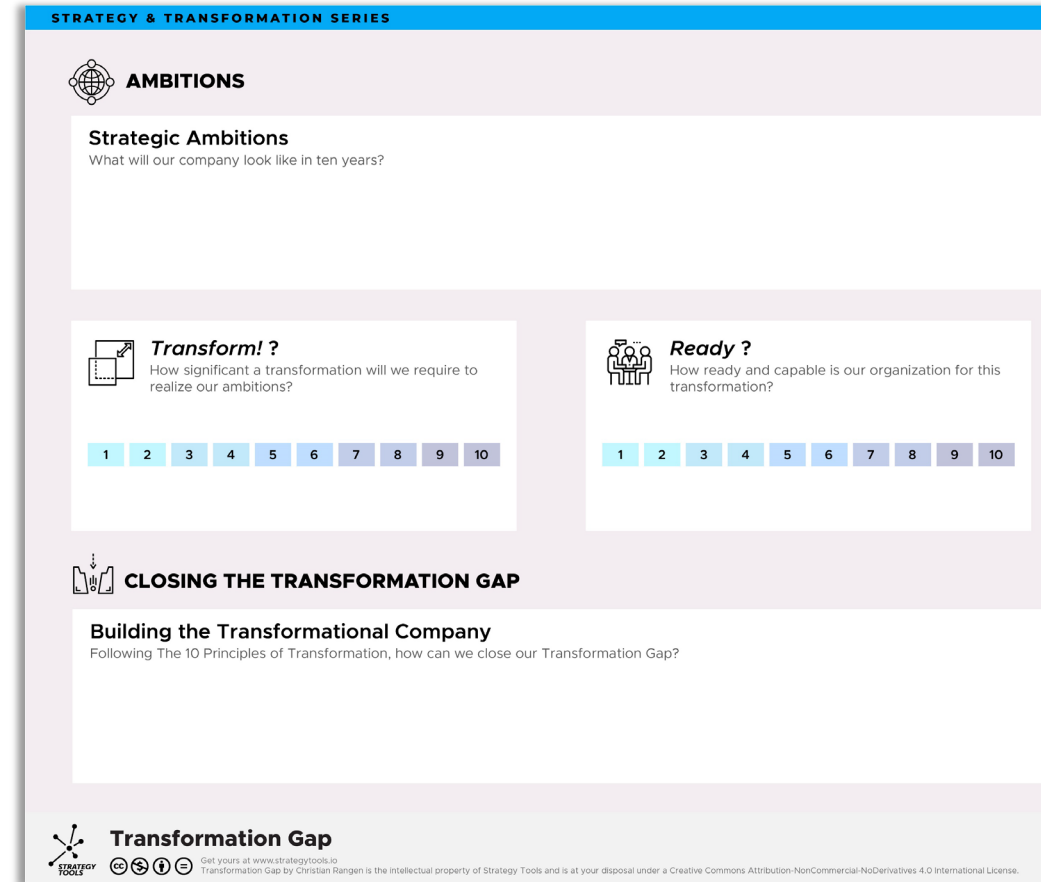 STRATEGY & TRANSFORMATION SERIES
AMBITIONS
Strategic Ambitions
What will our company look like in ten years?
Transform! ?
How significant a transformation will we require to
realize our ambitions?
1 2 3 4 5 6 7 8 9 10
Ready ?
How ready and capable is our organization for this
transformation?
1 2 3 4 5 6 7 8 9 10
CLOSING THE TRANSFORMATION GAP
Building the Transformational Company
Following The 10 Principles of Transformation, how can we close our Transformation Gap?
STRATEGY
TOOLS
Transformation Gap
cc
Get yours at www.strategytools.io
Transformation Gap by Christian Rangen is the intellectual property of Strategy Tools and is at your disposal under a Creative Commons Attribution-NonCommercial-NoDerivatives 4.0 International License.